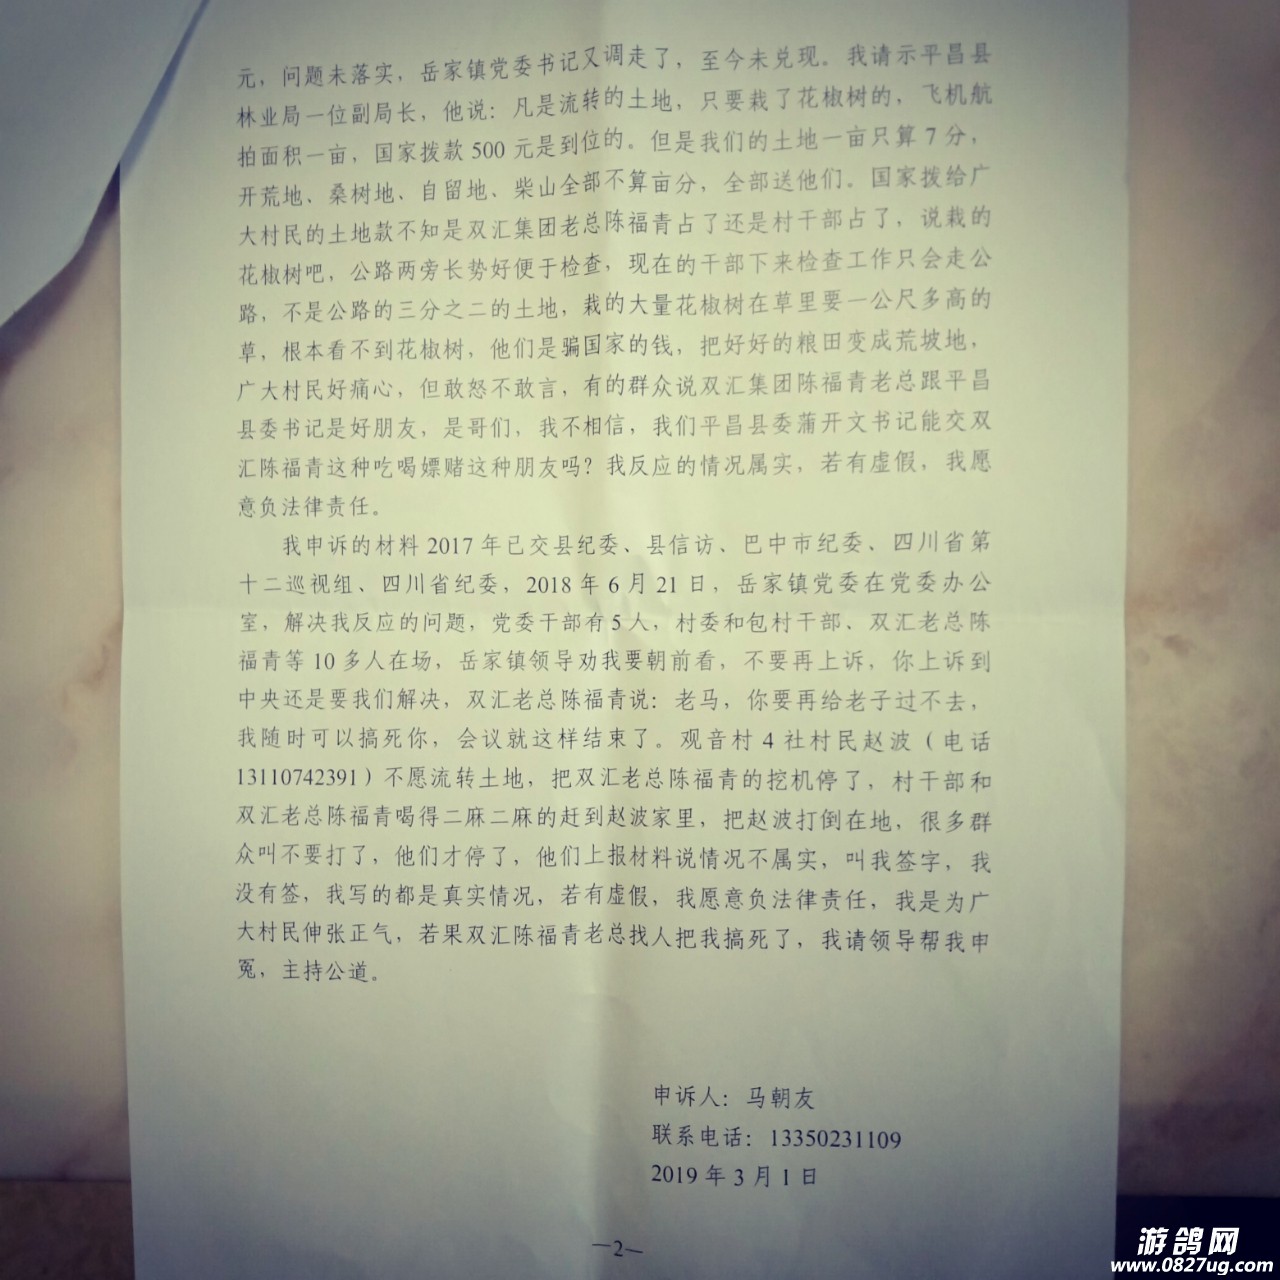 元，问题未落实，岳家镇党委书记又调走了，至今未兑现。我请示平昌县
林业局一位副局长，他说：凡是流转的土地，只要栽了花椒树的，飞机航
拍面积一亩，国家拨款 500 元是到位的。但是我们的土地一亩只算 7 分，
开荒地、桑树地、自留地、柴山全部不算亩分，全部送他们。国家拨给广
大村民的土地款不知是双汇集团老总陈福青占了还是村干部占了，说栽的
花椒树吧，公路两旁长势好便于检查，现在的干部下来检查工作只会走公
路，不是公路的三分之二的土地，栽的大量花椒树在草里要一公尺多高的
草，根本看不到花椒树，他们是骗国家的钱，把好好的粮田变成荒坡地，
广大村民好痛心，但敢怒不敢言，有的群众说双汇集团陈福青老总跟平昌
县委书记是好朋友，是哥们，我不相信，我们平昌县委蒲开文书记能交双
汇陈福青这种吃喝嫖赌这种朋友吗？我反应的情况属实，若有虚假，我愿
意负法律责任。
我申诉的材料 2017 年已交县纪委、县信访、巴中市纪委、四川省第
十二巡视组、四川省纪委，2018 年 6 月 21 日，岳家镇党委在党委办公
室，解决我反应的问题，党委干部有 5 人，村委和包村干部、双汇老总陈
福青等 10 多人在场，岳家镇领导劝我要朝前看，不要再上诉，你上诉到
中央还是要我们解决，双汇老总陈福青说：老马，你要再给老子过不去，
我随时可以搞死你，会议就这样结束了。观音村 4 社村民赵波（电话
13110742391）不愿流转土地，把双汇老总陈福青的挖机停了，村干部和
双汇老总陈福青喝得二麻二麻的赶到赵波家里，把赵波打倒在地，很多群
众叫不要打了，他们才停了，他们上报材料说情况不属实，叫我签字，我
没有签，我写的都是真实情况，若有虚假，我愿意负法律责任，我是为广
大村民伸张正气，若果双汇陈福青老总找人把我搞死了，我请领导帮我申
冤，主持公道。
申诉人：马朝友
联系电话：13350231109
2019 年 3 月 1 日
—2—
游鸽网
www.0827ug.com